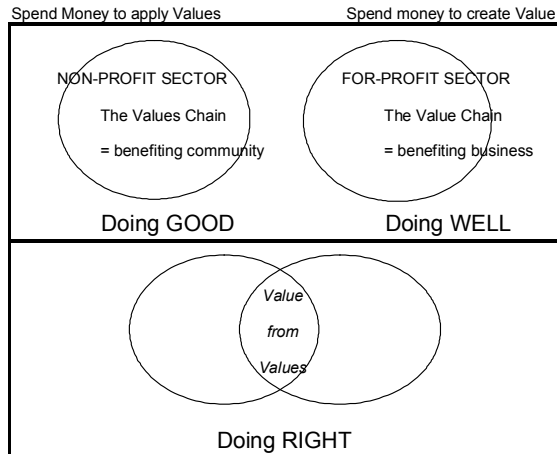 Spend Money to apply Values
Spend money to create Value
NON-PROFIT SECTOR
The Values Chain
= benefiting community
Doing GOOD
FOR-PROFIT SECTOR
The Value Chain
= benefiting business
Doing WELL
Value
from
Values
Doing RIGHT